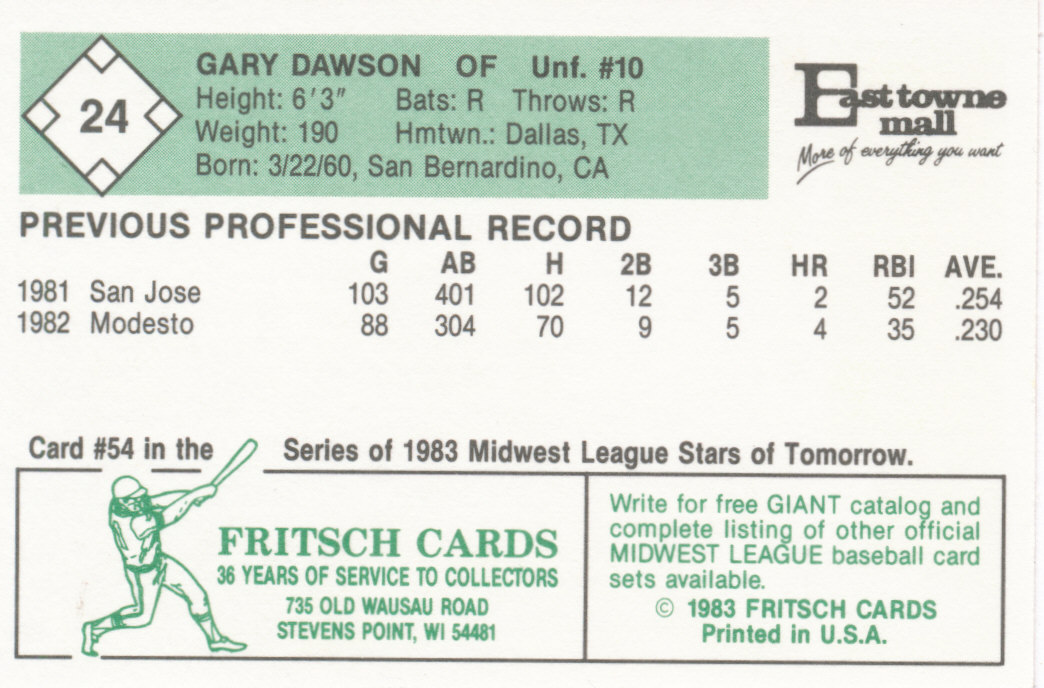 24
GARY DAWSON OF Unf. #10
Height: 6'3" Bats: R Throws: R
Weight: 190 Hmtwn.: Dallas, TX
Born: 3/22/60, San Bernardino, CA
East towne
mall
More of everything you want
PREVIOUS PROFESSIONAL RECORD
G AB H 2B 3B HR RBI AVE.
1981 San Jose 103 401 102 12 5 2 52 .254
1982 Modesto 88 304 70 9 5 4 35 .230
Card #54 in the Series of 1983 Midwest League Stars of Tomorrow.
FRITSCH CARDS
36 YEARS OF SERVICE TO COLLECTORS
735 OLD WAUSAU ROAD
STEVENS POINT, WI 54481
Write for free GIANT catalog and
complete listing of other official
MIDWEST LEAGUE baseball card
sets available.
© 1983 FRITSCH CARDS
Printed in U.S.A.